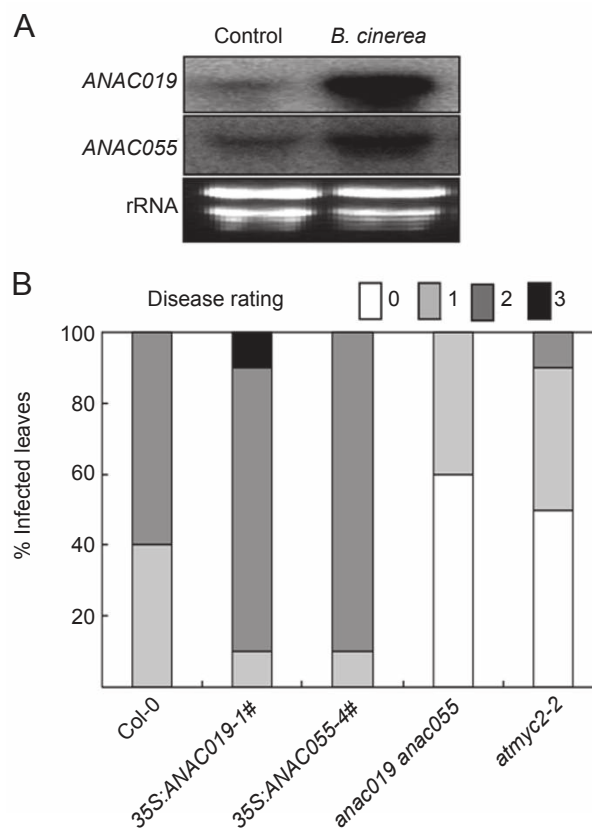 A
Control B. cinerea
ANAC019
ANAC055
rRNA
B
Disease rating 0 1 2 3
100
80
60
40
20
% Infected leaves
Col-0
35S:ANAC019-1#
35S:ANAC055-4#
anac019 anac055
atmyc2-2